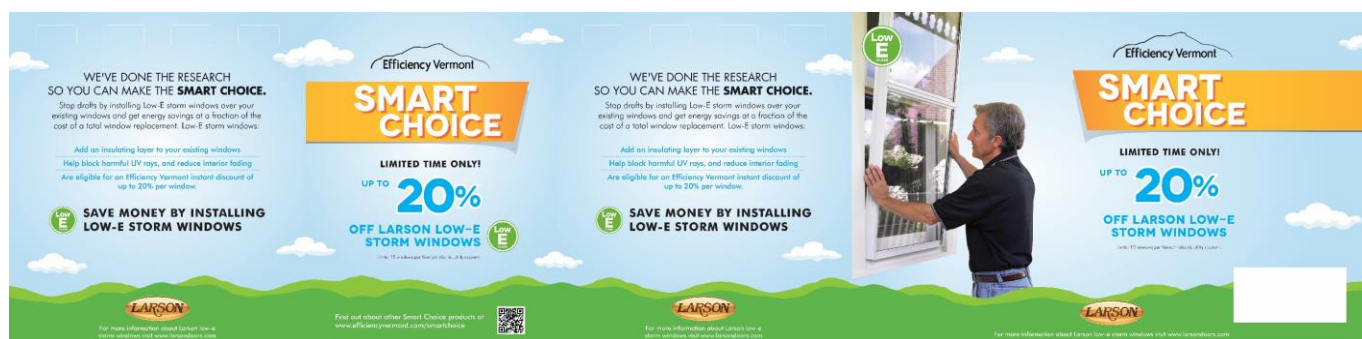 WE'VE DONE THE RESEARCH
SO YOU CAN MAKE THE SMART CHOICE.
Stop drafts by installing Low-E storm windows over your
existing windows and get energy savings at a fraction of the
cost of a total window replacement. Low-E storm windows:
Add an insulating layer to your existing windows
Help block harmful UV rays, and reduce interior fading
Are eligible for an Efficiency Vermont instant discount of
up to 20% per window.
Low
E
SAVE MONEY BY INSTALLING
LOW-E STORM WINDOWS
LARSON
For more information about Larson low-e
storm windows visit www.larsondoors.com
Efficiency Vermont
SMART
CHOICE
LIMITED TIME ONLY!
UP TO 20%
OFF LARSON LOW-E
STORM WINDOWS
Low
E
Find out about other Smart Choice products at
www.efficiencyvermont.com/smartchoice
WE'VE DONE THE RESEARCH
SO YOU CAN MAKE THE SMART CHOICE.
Stop drafts by installing Low-E storm windows over your
existing windows and get energy savings at a fraction of the
cost of a total window replacement. Low-E storm windows:
Add an insulating layer to your existing windows
Help block harmful UV rays, and reduce interior fading
Are eligible for an Efficiency Vermont instant discount of
up to 20% per window.
Low
E
SAVE MONEY BY INSTALLING
LOW-E STORM WINDOWS
LARSON
For more information about Larson low-e
storm windows visit www.larsondoors.com
Low
E
GLASS
Efficiency Vermont
SMART
CHOICE
LIMITED TIME ONLY!
UP TO 20%
OFF LARSON LOW-E
STORM WINDOWS
LARSON
For more information about Larson low-e storm windows visit www.larsondoors.com